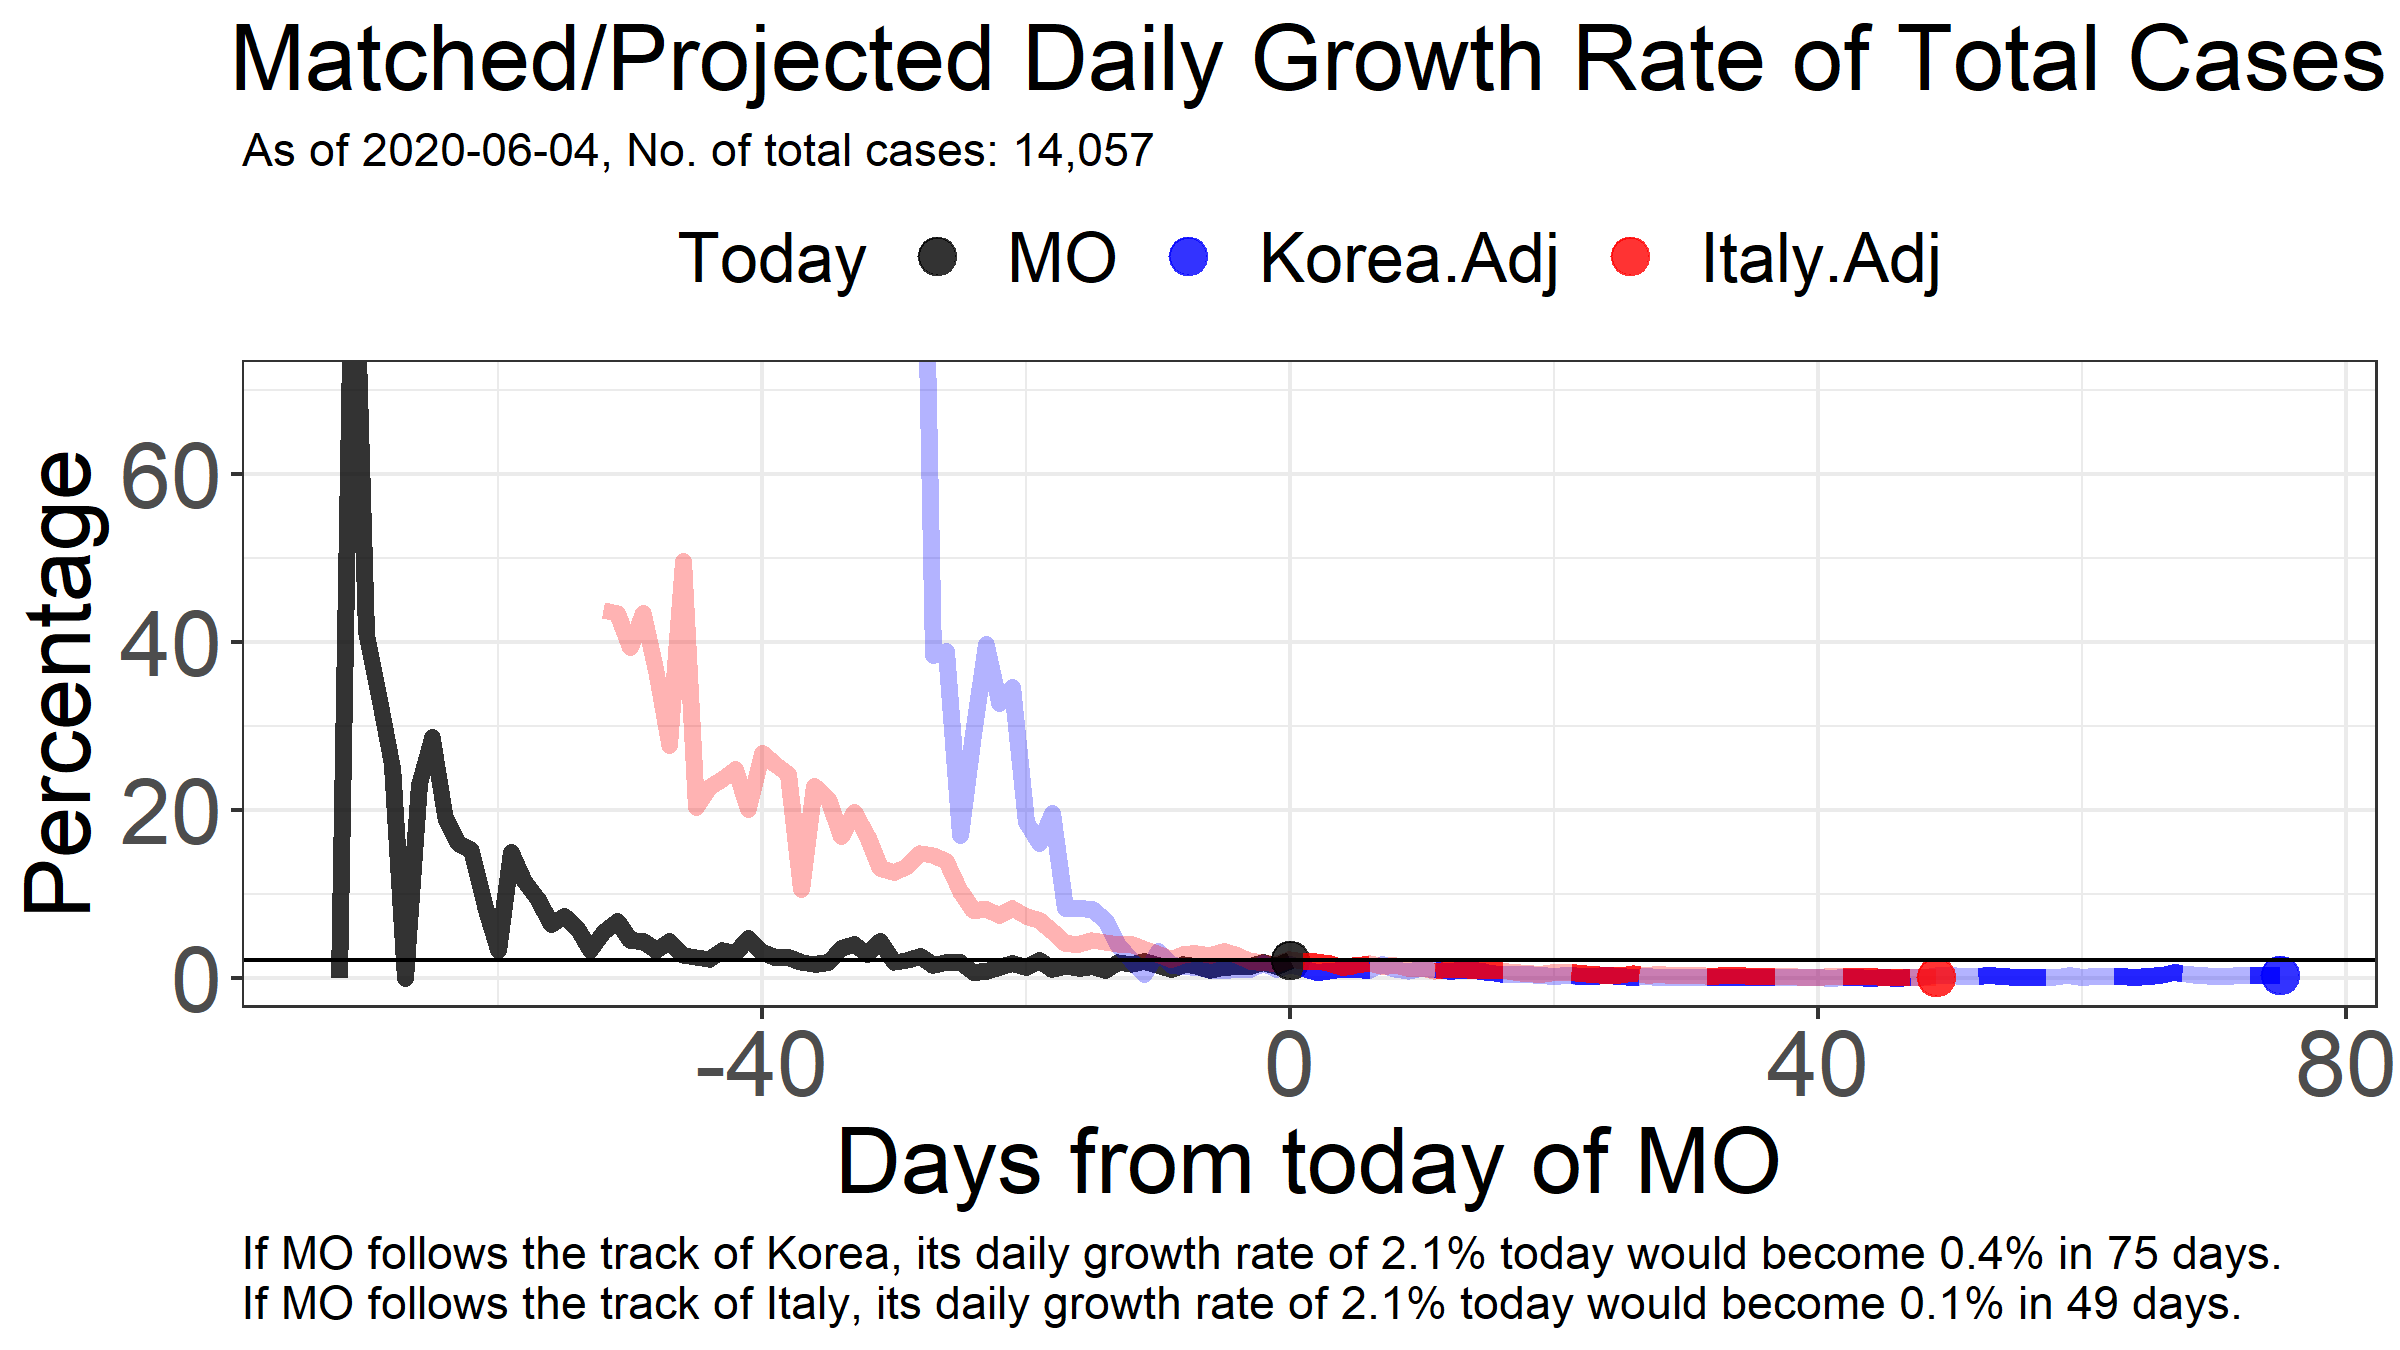 Matched/Projected Daily Growth Rate of Total Cases
As of 2020-06-04, No. of total cases: 14,057
Today MO Korea.Adj Italy.Adj
Percentage
60
40
20
0
-40 0 40 80
Days from today of MO
If MO follows the track of Korea, its daily growth rate of 2.1% today would become 0.4% in 75 days.
If MO follows the track of Italy, its daily growth rate of 2.1% today would become 0.1% in 49 days.